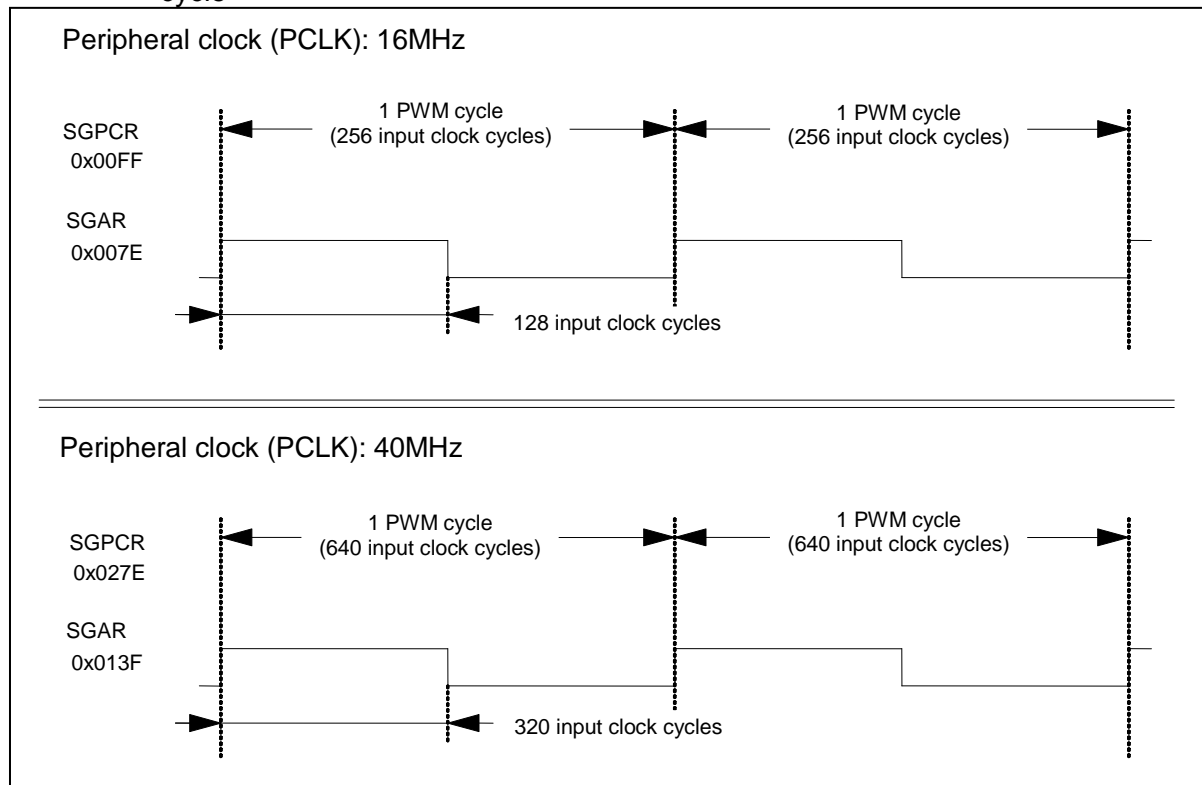 cycle
Peripheral clock (PCLK): 16MHz
1 PWM cycle
(256 input clock cycles)
1 PWM cycle
(256 input clock cycles)
SGPCR
0x00FF
SGAR
0x007E
128 input clock cycles
Peripheral clock (PCLK): 40MHz
1 PWM cycle
(640 input clock cycles)
1 PWM cycle
(640 input clock cycles)
SGPCR
0x027E
SGAR
0x013F
320 input clock cycles